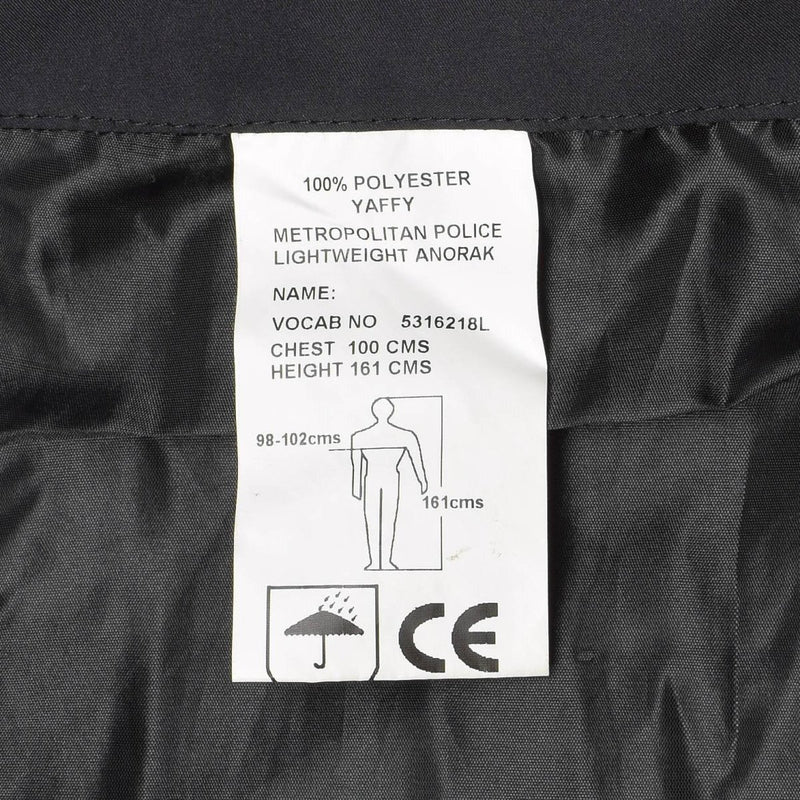 100% POLYESTER
YAFFY
METROPOLITAN POLICE
LIGHTWEIGHT ANORAK
NAME:
VOCAB NO 5316218L
CHEST 100 CMS
HEIGHT 161 CMS
98-102cms
161cms
CE